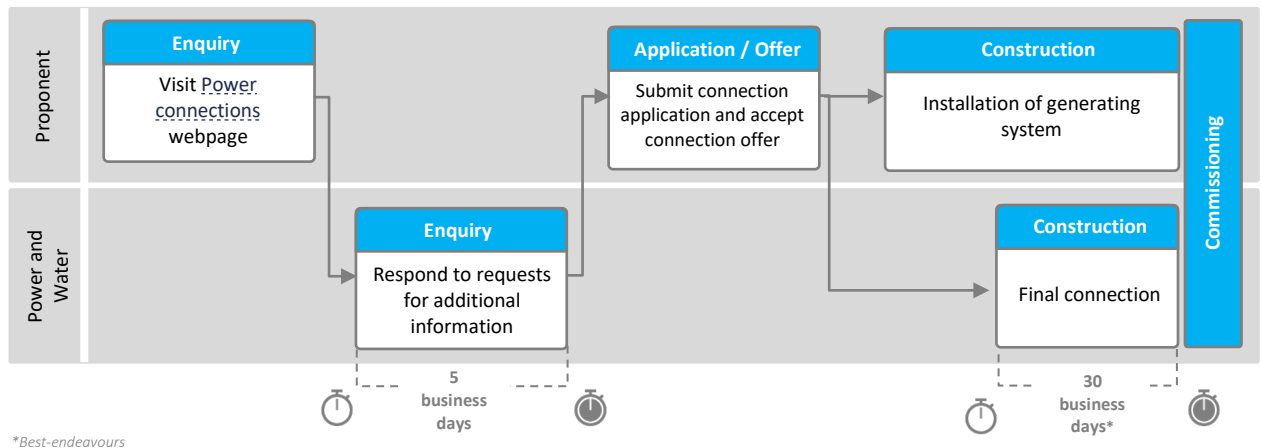 Proponent
Enquiry
Visit Power
connections
webpage
Application / Offer
Submit connection
application and accept
connection offer
Construction
Installation of generating
system
Commissioning
Power and
Water
Enquiry
Respond to requests
for additional
information
Construction
Final connection
5
business
days
30
business
days*
*Best-endeavours